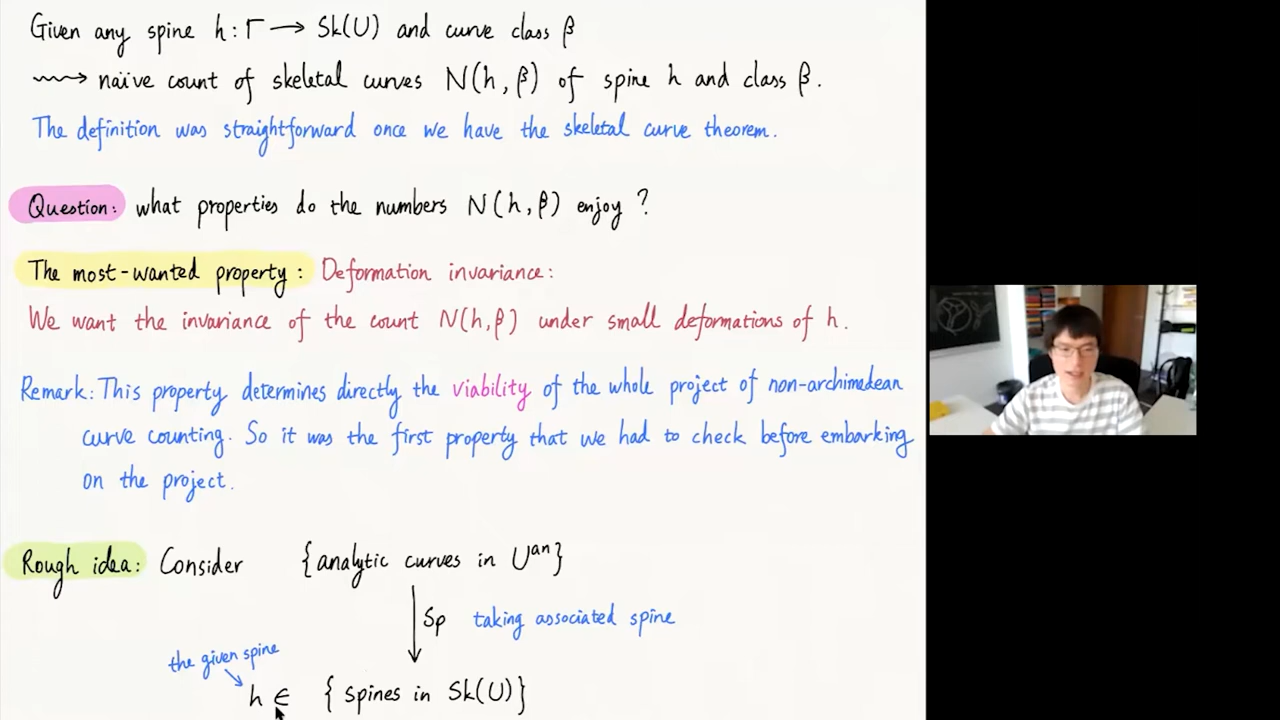 Given any spine h : Γ ⟶ Sk(U) and curve class β
⇝ naïve count of skeletal curves N(h, β) of spine h and class β.
The definition was straightforward once we have the skeletal curve theorem.
Question: what properties do the numbers N(h, β) enjoy ?
The most-wanted property : Deformation invariance:
We want the invariance of the count N(h, β) under small deformations of h.
Remark: This property determines directly the viability of the whole project of non-archimedean
curve counting. So it was the first property that we had to check before embarking
on the project.
Rough idea: Consider {analytic curves in U^an}
Sp taking associated spine
the given spine
h ∈ { spines in Sk(U)}